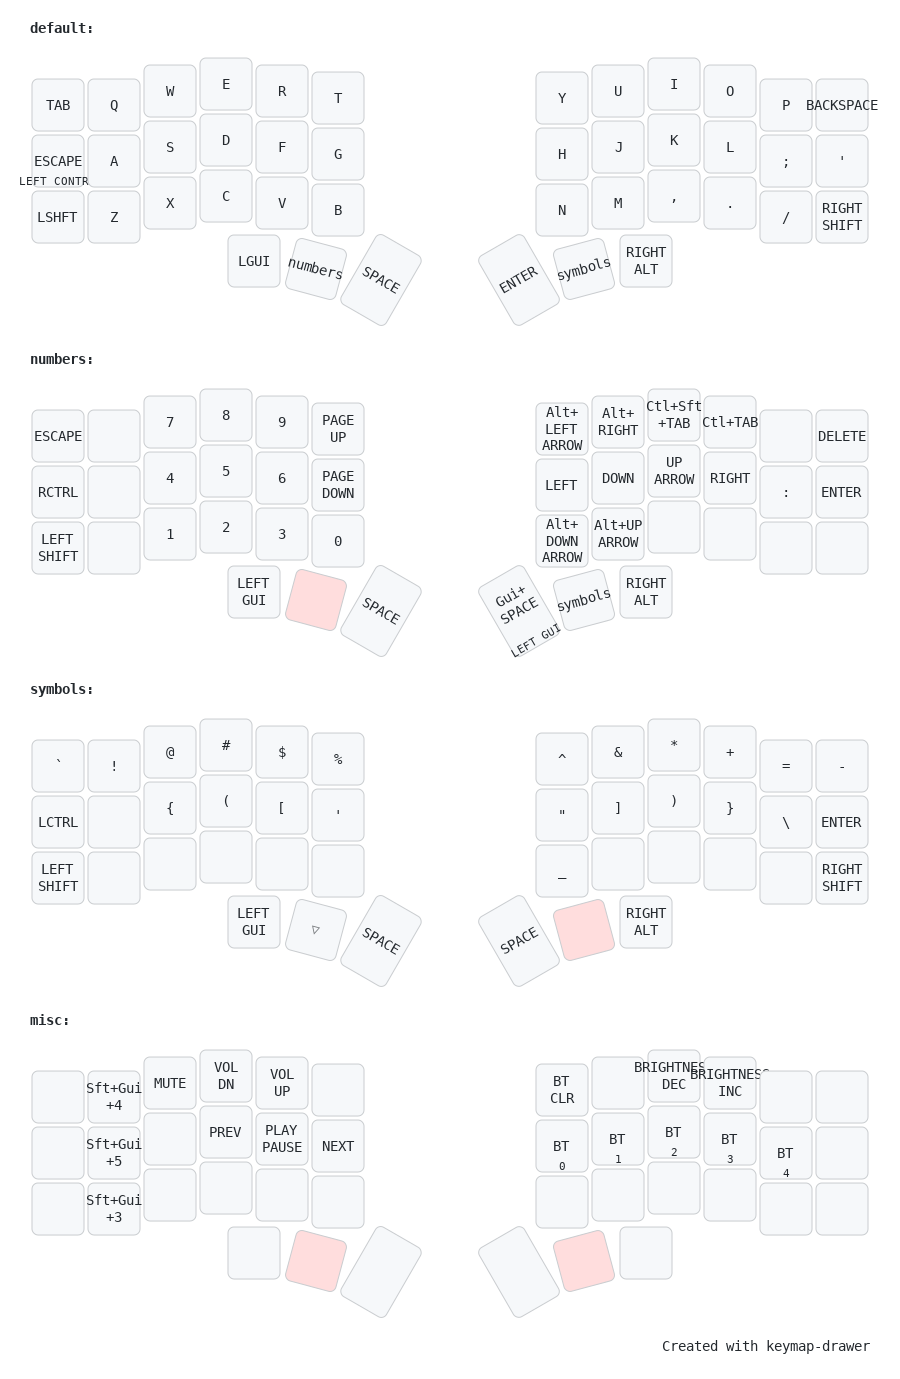 default:
TAB Q W E R T Y U I O P BACKSPACE
ESCAPE A S D F G H J K L ; '
LEFT CONTR
LSHFT Z X C V B N M , . / RIGHT
SHIFT
LGUI numbers SPACE ENTER symbols RIGHT
ALT
numbers:
ESCAPE 7 8 9 PAGE
UP
Alt+
LEFT
ARROW
Alt+
RIGHT
Ctl+Sft
+TAB
Ctl+TAB DELETE
RCTRL 4 5 6 PAGE
DOWN
LEFT DOWN UP
ARROW
RIGHT : ENTER
LEFT
SHIFT
1 2 3 0
Alt+
DOWN
ARROW
Alt+UP
ARROW
LEFT
GUI
SPACE
Gui+
SPACE
LEFT GUI
symbols
RIGHT
ALT
symbols:
` ! @ # $ % ^ & * + = -
LCTRL { ( [ ' " ] ) } \ ENTER
LEFT
SHIFT
_
RIGHT
SHIFT
LEFT
GUI
▽ SPACE SPACE
RIGHT
ALT
misc:
Sft+Gui
+4
MUTE
VOL
DN
VOL
UP
BT
CLR
BRIGHTNES
DEC
BRIGHTNESS
INC
Sft+Gui
+5
PREV
PLAY
PAUSE
NEXT
BT
0
BT
1
BT
2
BT
3
BT
4
Sft+Gui
+3
Created with keymap-drawer